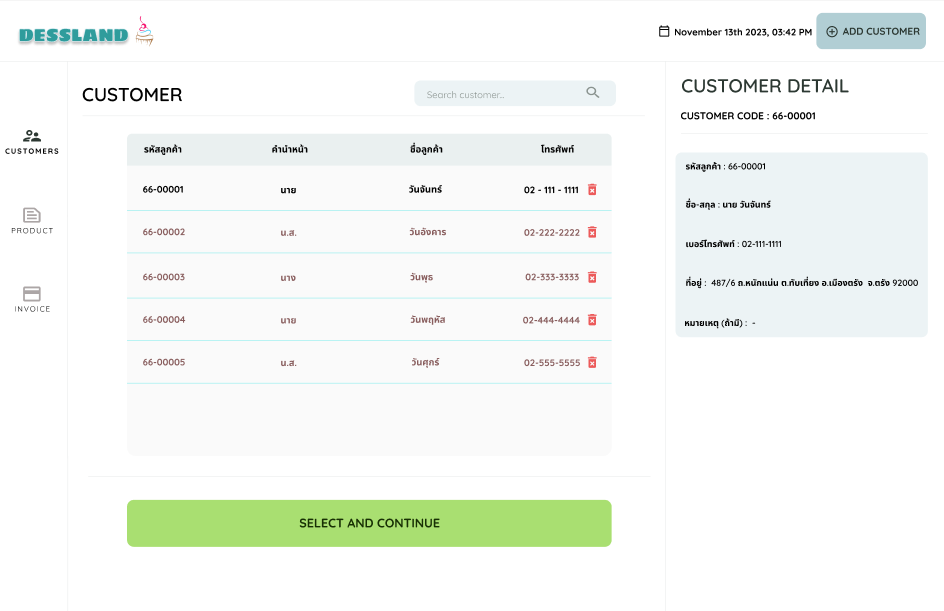 DESSLAND
November 13th 2023, 03:42 PM
ADD CUSTOMER
CUSTOMERS
PRODUCT
INVOICE
CUSTOMER
Search customer...
รหัสลูกค้า คำนำหน้า ชื่อลูกค้า โทรศัพท์
66-00001 นาย วันจันทร์ 02 - 111 - 1111
66-00002 น.ส. วันอังคาร 02-222-2222
66-00003 นาง วันพุธ 02-333-3333
66-00004 นาย วันพฤหัส 02-444-4444
66-00005 น.ส. วันศุกร์ 02-555-5555
SELECT AND CONTINUE
CUSTOMER DETAIL
CUSTOMER CODE : 66-00001
รหัสลูกค้า : 66-00001
ชื่อ-สกุล : นาย วันจันทร์
เบอร์โทรศัพท์ : 02-111-1111
ที่อยู่ : 487/6 ถ.หนักแน่น ต.ทับเที่ยง อ.เมืองตรัง จ.ตรัง 92000
หมายเหตุ (ถ้ามี) : -